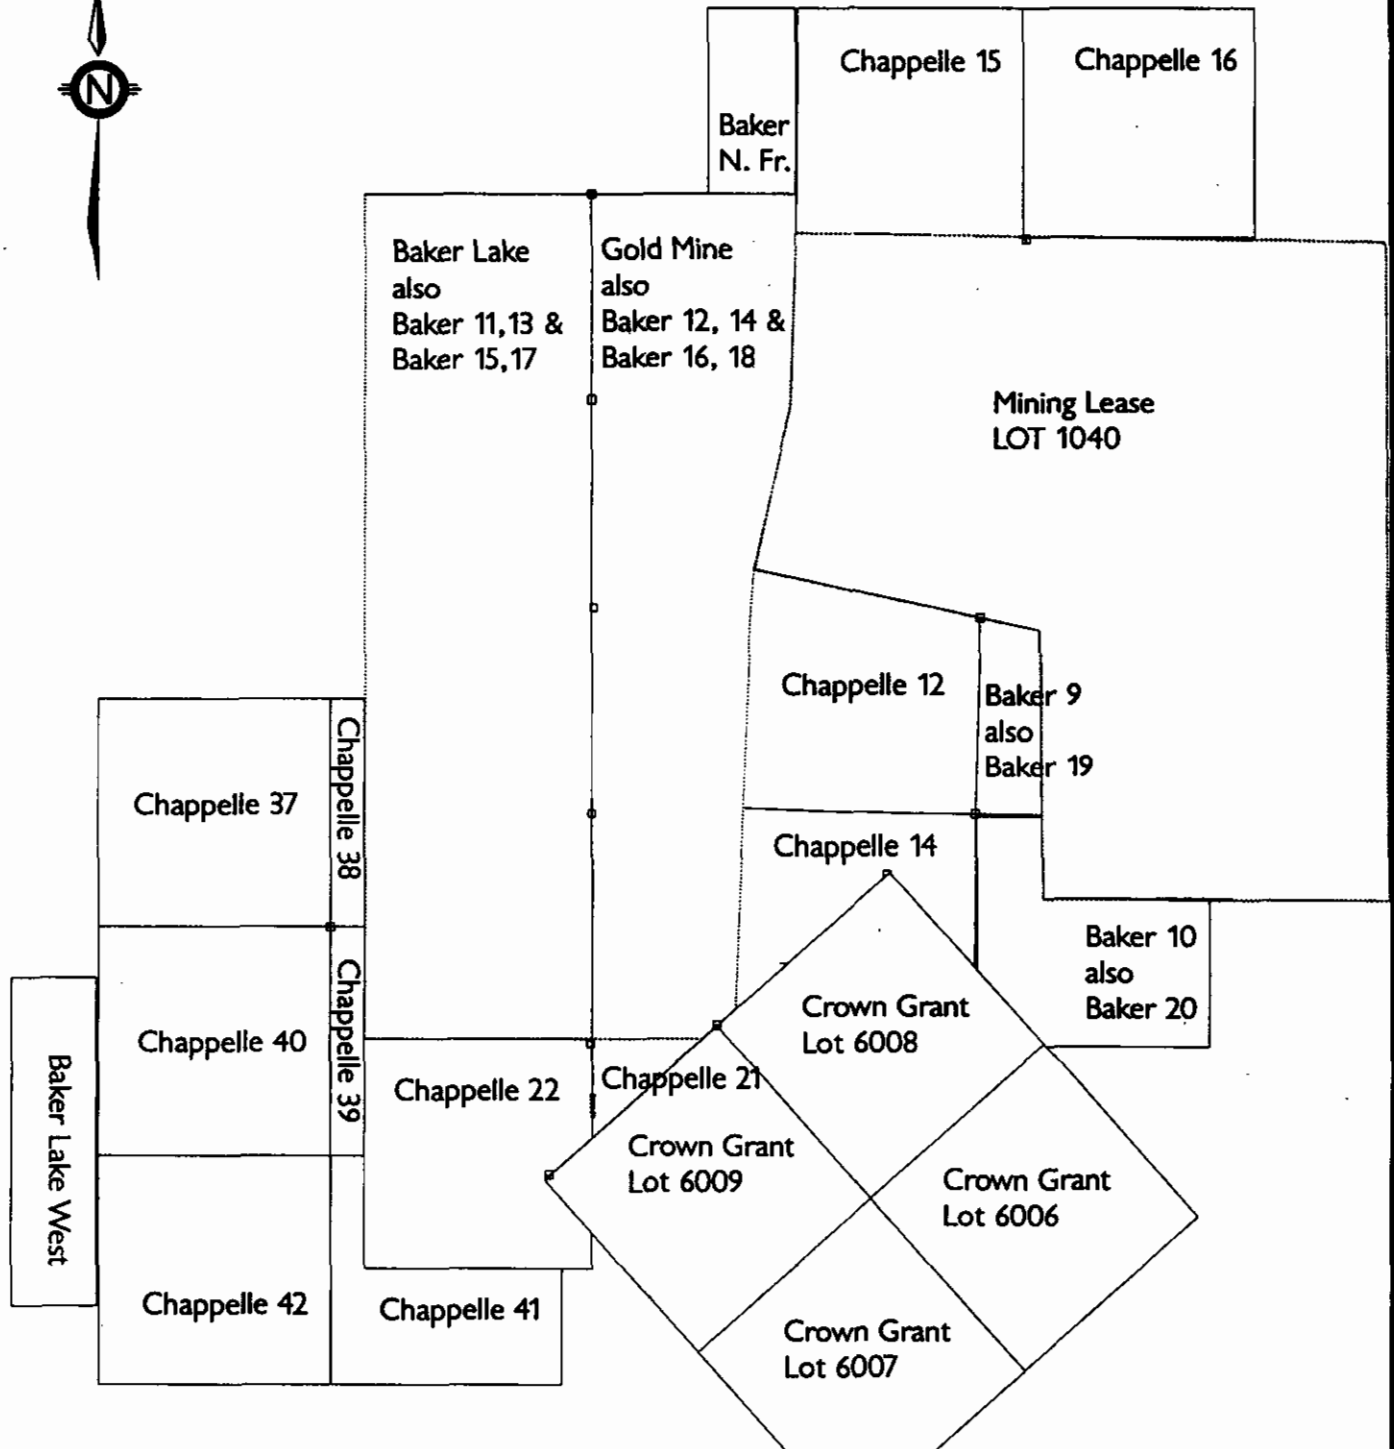 N
Chappelle 15
Chappelle 16
Baker
N. Fr.
Baker Lake
also
Baker 11,13 &
Baker 15,17
Gold Mine
also
Baker 12, 14 &
Baker 16, 18
Mining Lease
LOT 1040
Chappelle 12
Baker 9
also
Baker 19
Chappelle 37
Chappelle 38
Chappelle 14
Baker 10
also
Baker 20
Crown Grant
Lot 6008
Chappelle 40
Chappelle 39
Baker Lake West
Chappelle 22
Chappelle 21
Crown Grant
Lot 6009
Crown Grant
Lot 6006
Chappelle 42
Chappelle 41
Crown Grant
Lot 6007